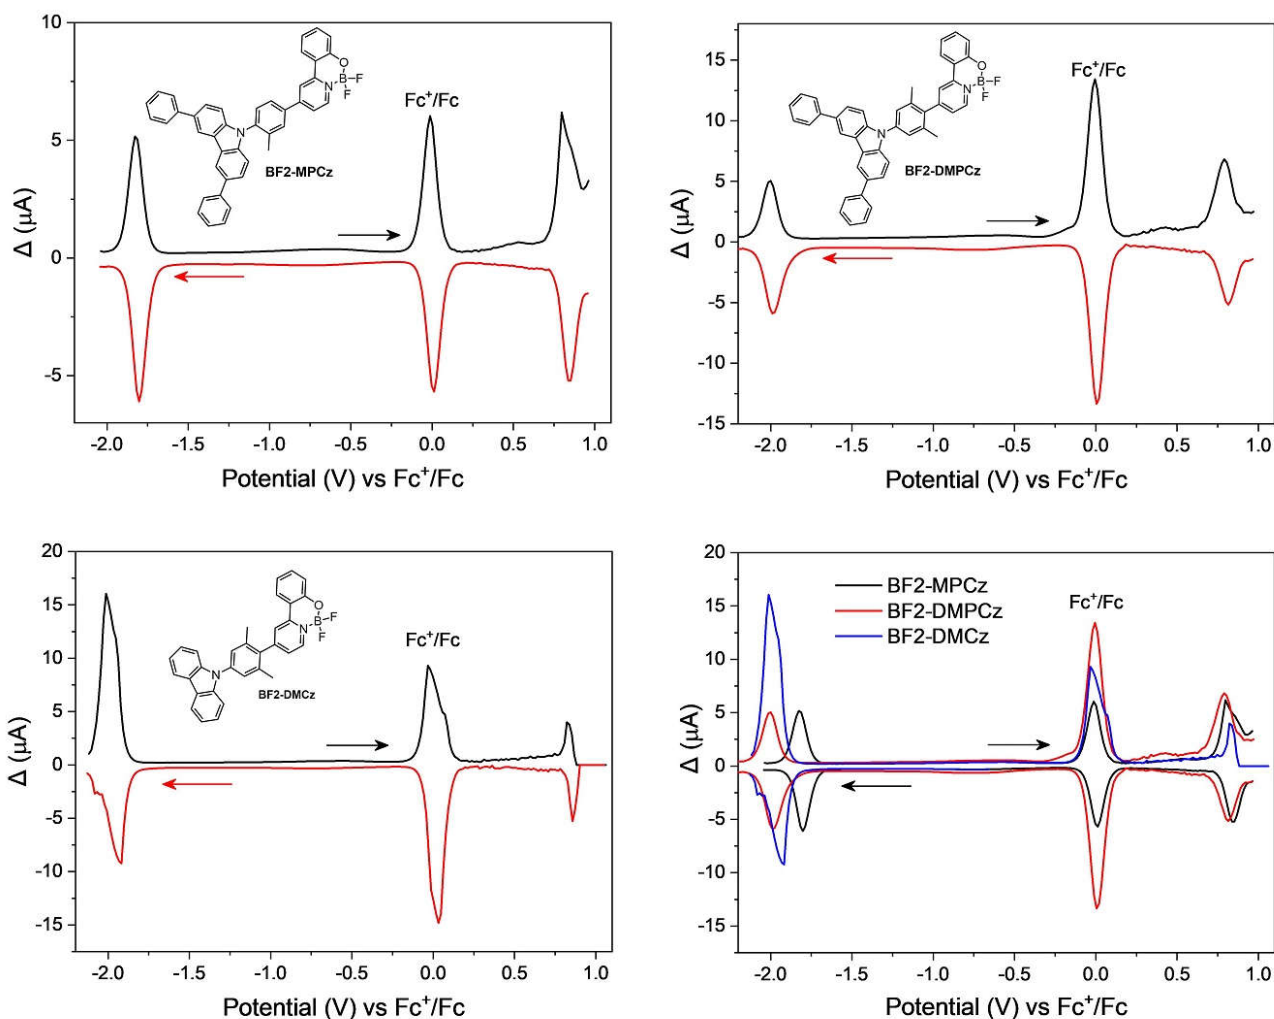 10
5
0
-5
Δ (µA)
O
B
F
N
F
N
BF2-MPCz
Fc⁺/Fc
-2.0 -1.5 -1.0 -0.5 0.0 0.5 1.0
Potential (V) vs Fc⁺/Fc
15
10
5
0
-5
-10
-15
Δ (µA)
O
B
F
N
F
N
BF2-DMPCz
Fc⁺/Fc
-2.0 -1.5 -1.0 -0.5 0.0 0.5 1.0
Potential (V) vs Fc⁺/Fc
20
15
10
5
0
-5
-10
-15
Δ (µA)
O
B
F
N
F
N
BF2-DMCz
Fc⁺/Fc
-2.0 -1.5 -1.0 -0.5 0.0 0.5 1.0
Potential (V) vs Fc⁺/Fc
20
15
10
5
0
-5
-10
-15
Δ (µA)
BF2-MPCz
BF2-DMPCz
BF2-DMCz
Fc⁺/Fc
-2.0 -1.5 -1.0 -0.5 0.0 0.5 1.0
Potential (V) vs Fc⁺/Fc